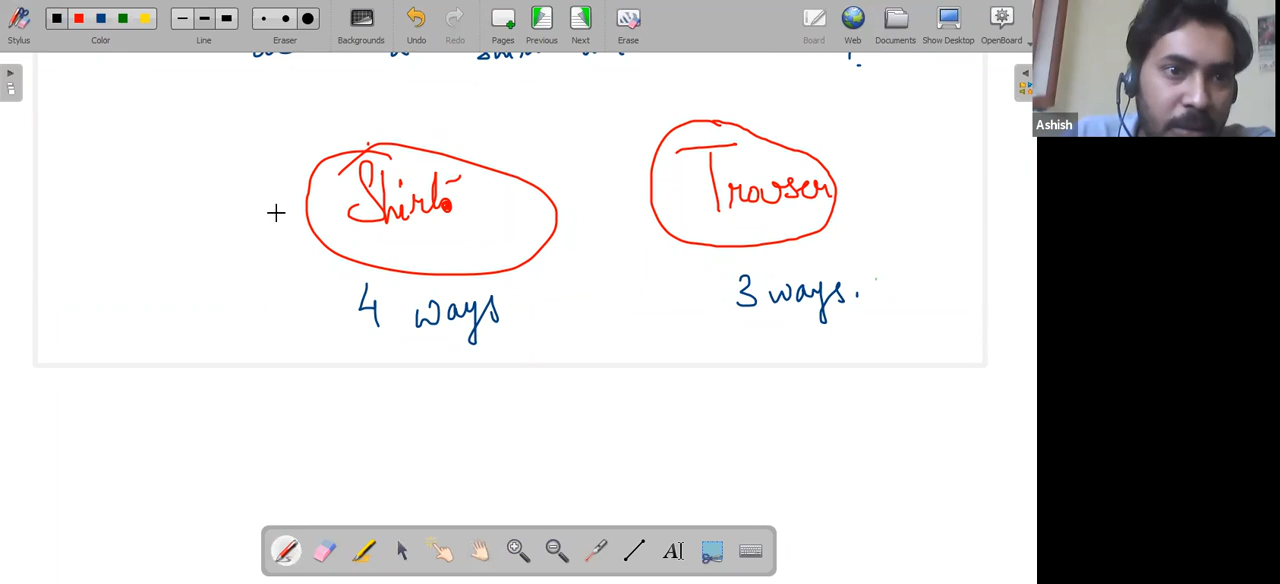 Stylus
Color
Line
Eraser
Backgrounds
Undo
Redo
Pages
Previous
Next
Erase
Board
Web
Documents
Show Desktop
OpenBoard
?
Ashish
Shirt
Trouser
4 ways
3 ways.